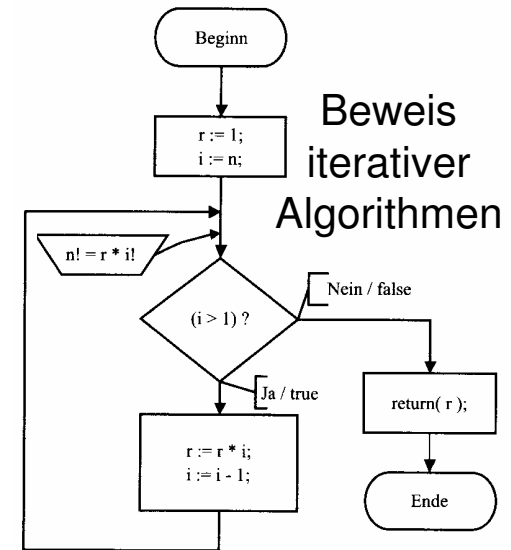 Beginn
Beweis
iterativer
Algorithmen
r := 1;
i := n;
n! = r * i!
(i > 1) ?
Nein / false
Ja / true
return( r );
r := r * i;
i := i - 1;
Ende